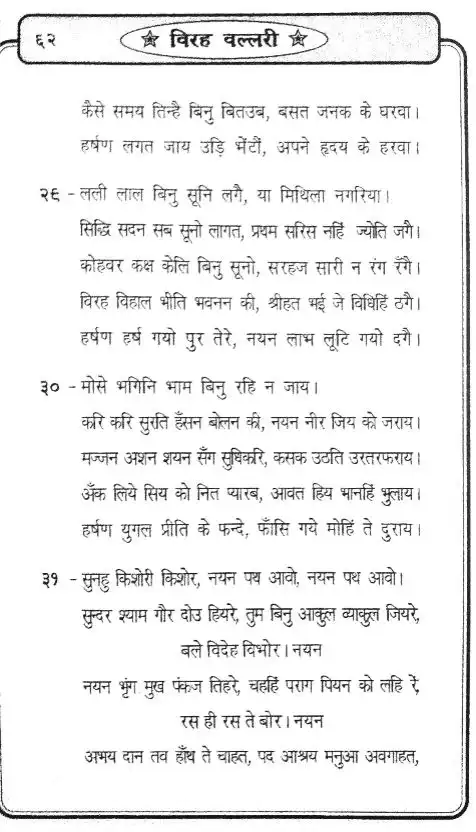 ६२ ☆ विरह वल्लरी ☆
कैसे समय तिन्है बिनु बितउब, बसत जनक के घरवा।
हर्षण लगत जाय उड़ि भेंटौं, अपने हृदय के हरवा।
२९ - लली लाल बिनु सूनि लगै, या मिथिला नगरिया।
सिद्धि सदन सब सूनो लागत, प्रथम सरिस नहिं ज्योति जगै।
कोहवर कक्ष केलि बिनु सूनो, सरहज सारी न रंग रँगै।
विरह विहाल भीति भवनन की, श्रीहत भई जे विधिहिं ठगै।
हर्षण हर्ष गयो पुर तेरे, नयन लाभ लूटि गयो दगै।
३० - मोसे भगिनि भाम बिनु रहि न जाय।
करि करि सुरति हँसन बोलन की, नयन नीर जिय को जराय।
मज्जन अशन शयन सँग सुधिकरि, कसक उठति उरतरफराय।
अँक लिये सिय को नित प्यारब, आवत हिय भानहिं भुलाय।
हर्षण युगल प्रीति के फन्दे, फाँसि गये मोहिं ते दुराय।
३१ - सुनहु किशोरी किशोर, नयन पथ आवो, नयन पथ आवो।
सुन्दर श्याम गौर दोउ हियरे, तुम बिनु आकुल व्याकुल जियरे,
बले विदेह विभोर। नयन
नयन भृंग मुख पंकज तिहरे, चहहिं पराग पियन को लहि रें,
रस ही रस ते बोर। नयन
अभय दान तव हाँथ ते चाहत, पद आश्रय मनुआ अवगाहत,